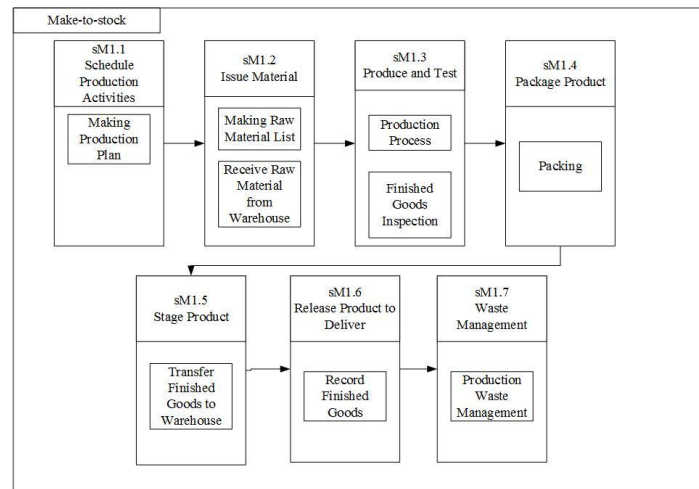 Make-to-stock
sM1.1
Schedule
Production
Activities
Making
Production
Plan
sM1.2
Issue Material
Making Raw
Material List
Receive Raw
Material
from
Warehouse
sM1.3
Produce and Test
Production
Process
Finished
Goods
Inspection
sM1.4
Package Product
Packing
sM1.5
Stage Product
Transfer
Finished
Goods to
Warehouse
sM1.6
Release Product to
Deliver
Record
Finished
Goods
sM1.7
Waste
Management
Production
Waste
Management